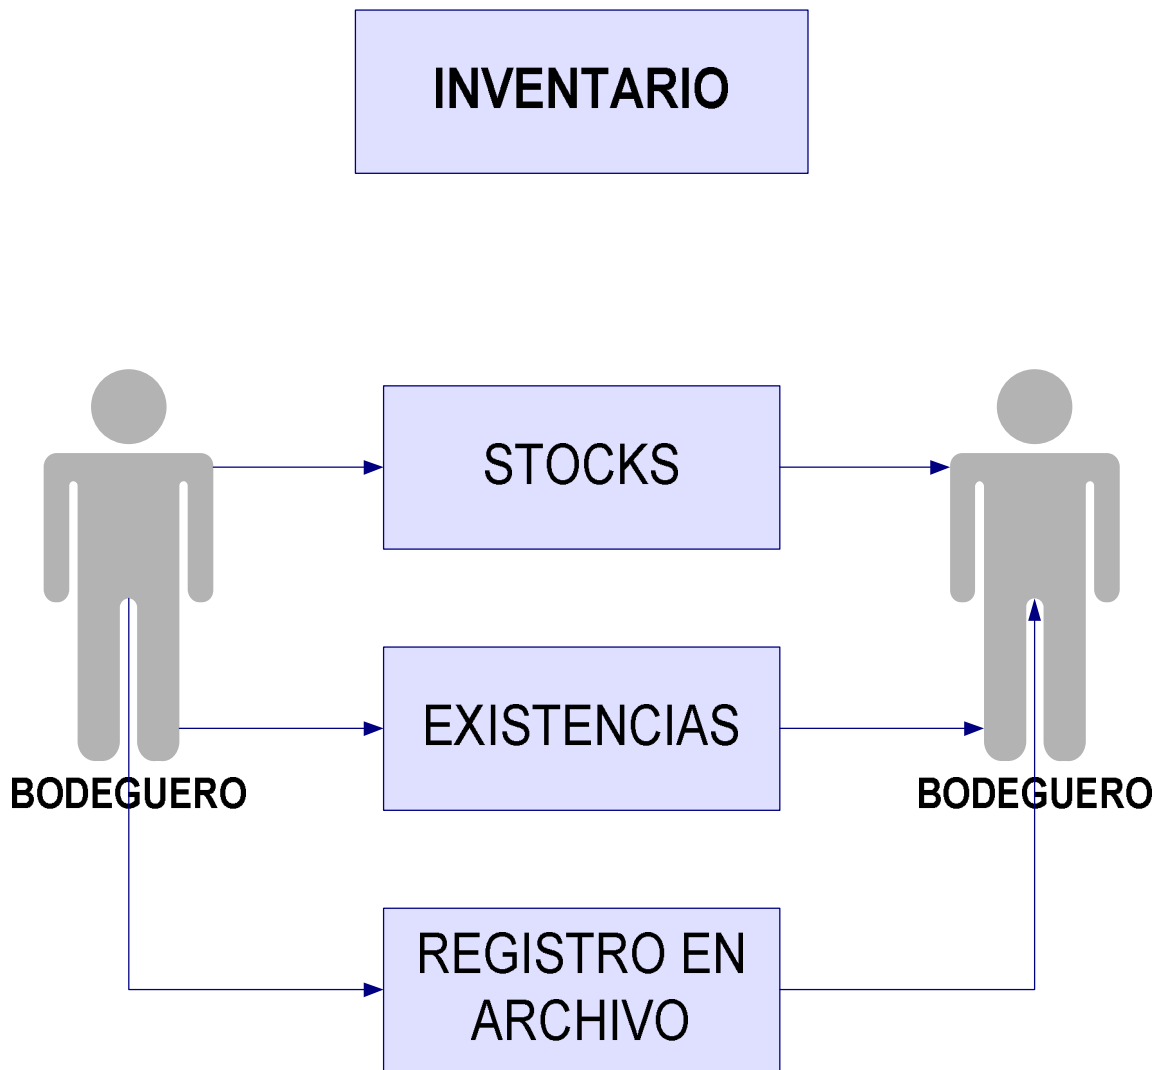 INVENTARIO
STOCKS
EXISTENCIAS
BODEGUERO
BODEGUERO
REGISTRO EN
ARCHIVO